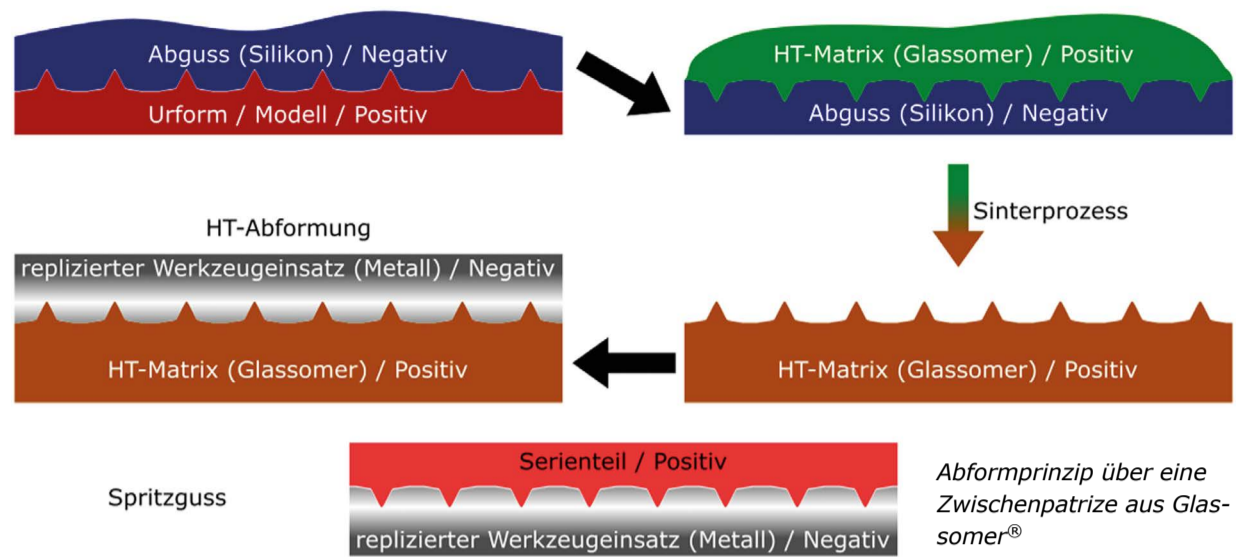 Abguss (Silikon) / Negativ
Urform / Modell / Positiv
HT-Matrix (Glassomer) / Positiv
Abguss (Silikon) / Negativ
Sinterprozess
HT-Abformung
replizierter Werkzeugeinsatz (Metall) / Negativ
HT-Matrix (Glassomer) / Positiv
HT-Matrix (Glassomer) / Positiv
Spritzguss
Serienteil / Positiv
replizierter Werkzeugeinsatz (Metall) / Negativ
Abformprinzip über eine
Zwischenpatrize aus Glas-
somer®